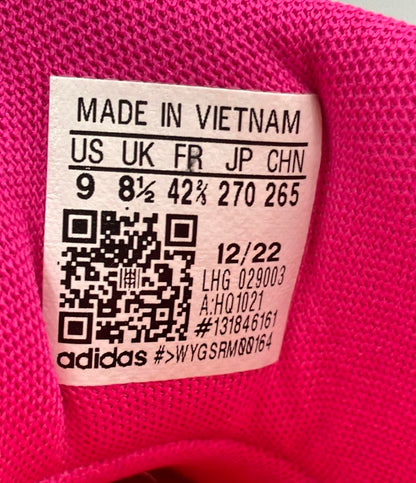 MADE IN VIETNAM
US UK FR JP CHN
9 8½ 42⅔ 270 265
12/22
LHG 029003
A:HQ1021
#131846161
adidas #>WYGSRM00164